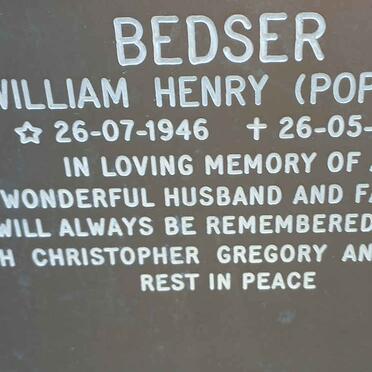 BEDSER
WILLIAM HENRY (POP
☆ 26-07-1946 + 26-05-
IN LOVING MEMORY OF A
WONDERFUL HUSBAND AND FA
WILL ALWAYS BE REMEMBERED
H CHRISTOPHER GREGORY AN
REST IN PEACE